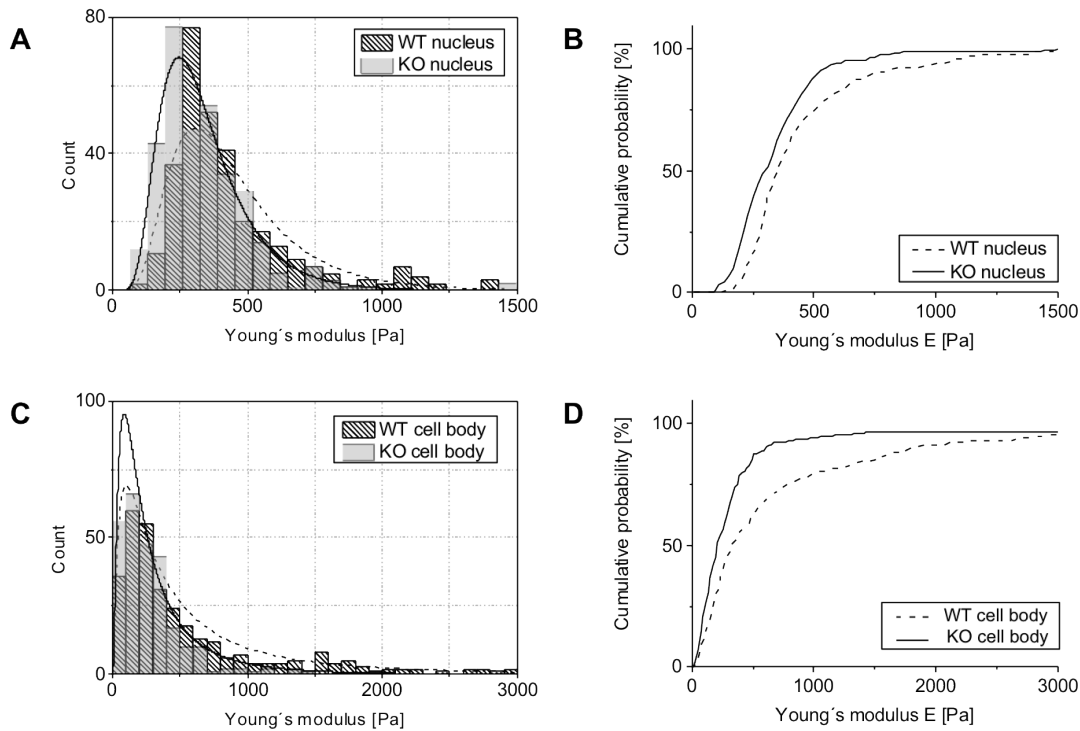 A
80
40
0
Count
WT nucleus
KO nucleus
0
500
1000
1500
Young´s modulus [Pa]
B
100
50
0
Cumulative probability [%]
WT nucleus
KO nucleus
0
500
1000
1500
Young´s modulus E [Pa]
C
100
50
0
Count
WT cell body
KO cell body
0
1000
2000
3000
Young´s modulus [Pa]
D
100
50
0
Cumulative probability [%]
WT cell body
KO cell body
0
1000
2000
3000
Young´s modulus E [Pa]